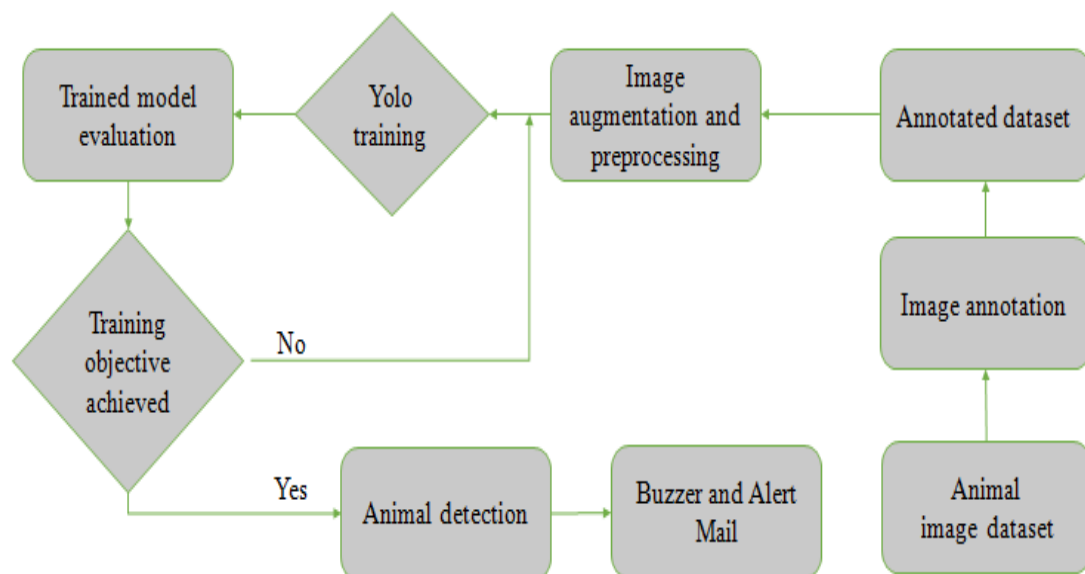 Trained model
evaluation
Yolo
training
Image
augmentation and
preprocessing
Annotated dataset
Image annotation
Training
objective
achieved
No
Yes
Animal detection
Buzzer and Alert
Mail
Animal
image dataset